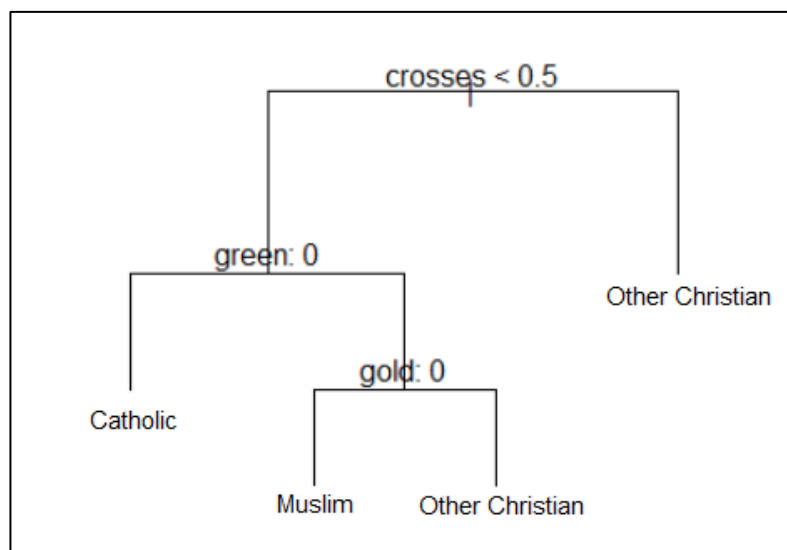 crosses < 0.5
green: 0
Other Christian
gold: 0
Catholic
Muslim
Other Christian